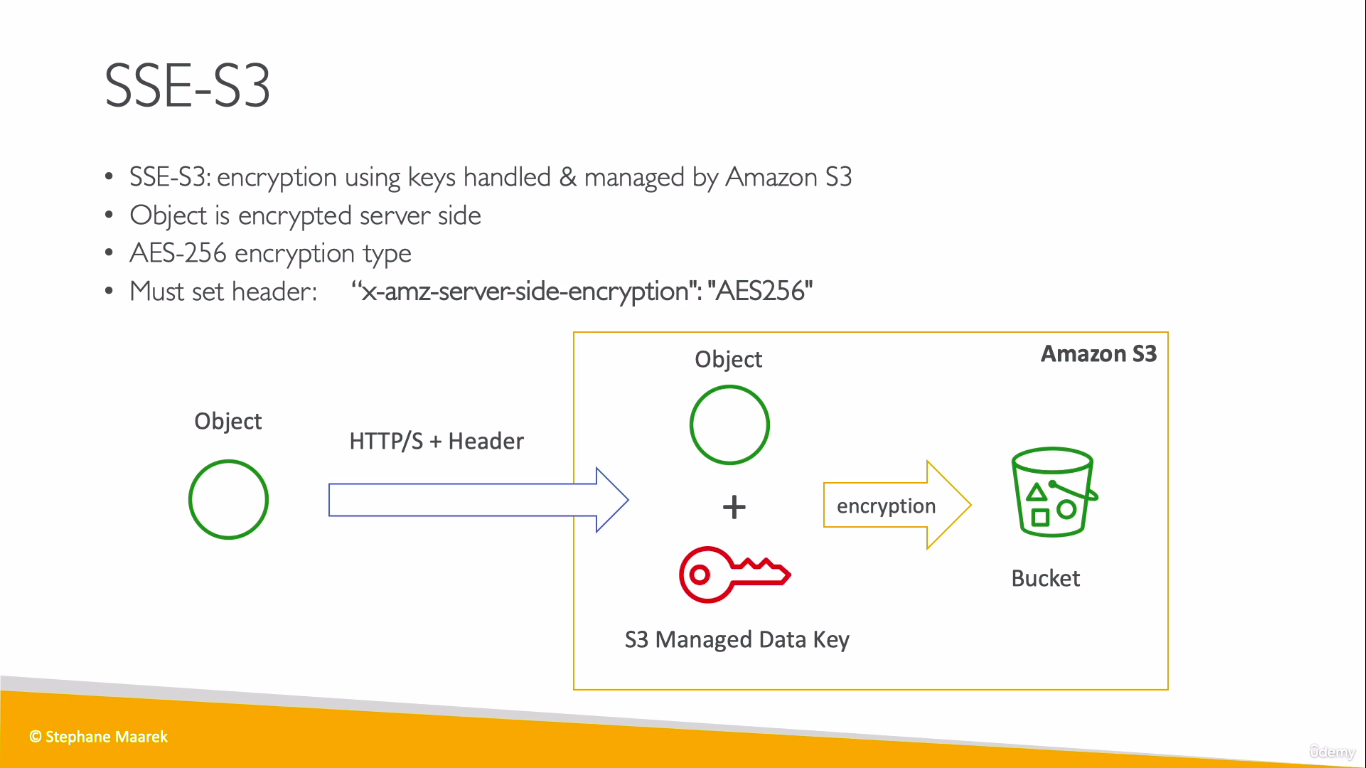 SSE-S3
• SSE-S3: encryption using keys handled & managed by Amazon S3
• Object is encrypted server side
• AES-256 encryption type
• Must set header: “x-amz-server-side-encryption": "AES256"
Amazon S3
Object
Object
HTTP/S + Header
+
encryption
S3 Managed Data Key
Bucket
© Stephane Maarek
ûdemy